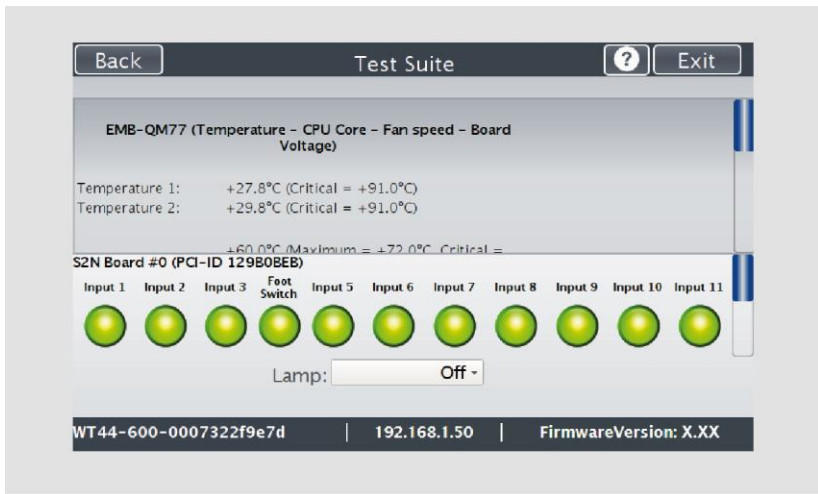 Back
Test Suite
?
Exit
EMB-QM77 (Temperature - CPU Core - Fan speed - Board
Voltage)
Temperature 1: +27.8°C (Critical = +91.0°C)
Temperature 2: +29.8°C (Critical = +91.0°C)
+60.0°C (Maximum = +72.0°C, Critical =
S2N Board #0 (PCI-ID 129B0BEB)
Input 1 Input 2 Input 3 Foot Switch Input 5 Input 6 Input 7 Input 8 Input 9 Input 10 Input 11
Lamp: Off
WT44-600-0007322f9e7d | 192.168.1.50 | FirmwareVersion: X.XX